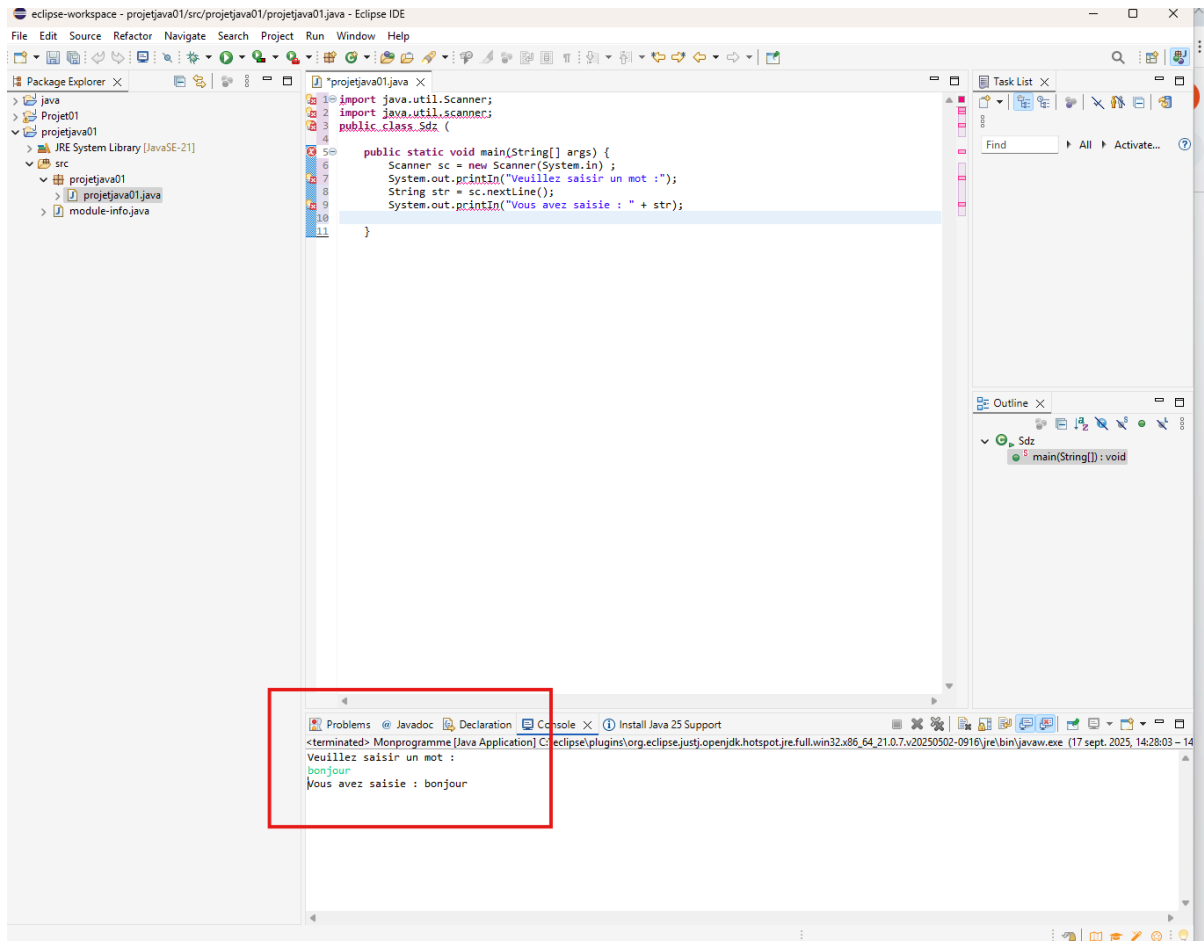 eclipse-workspace - projetjava01/src/projetjava01/projetjava01.java - Eclipse IDE
File Edit Source Refactor Navigate Search Project Run Window Help
Package Explorer
java
Projet01
projetjava01
JRE System Library [JavaSE-21]
src
projetjava01
projetjava01.java
module-info.java
*projetjava01.java
1 import java.util.Scanner;
2 import java.util.scanner;
3 public class Sdz (
4
5 public static void main(String[] args) {
6 Scanner sc = new Scanner(System.in) ;
7 System.out.printIn("Veuillez saisir un mot :");
8 String str = sc.nextLine();
9 System.out.printIn("Vous avez saisie : " + str);
10
11 }
Task List
Find All Activate...
Outline
Sdz
main(String[]) : void
Problems Javadoc Declaration Console Install Java 25 Support
<terminated> Monprogramme [Java Application] C:\eclipse\plugins\org.eclipse.justj.openjdk.hotspot.jre.full.win32.x86_64_21.0.7.v20250502-0916\jre\bin\javaw.exe (17 sept. 2025, 14:28:03 – 14
Veuillez saisir un mot :
bonjour
Vous avez saisie : bonjour